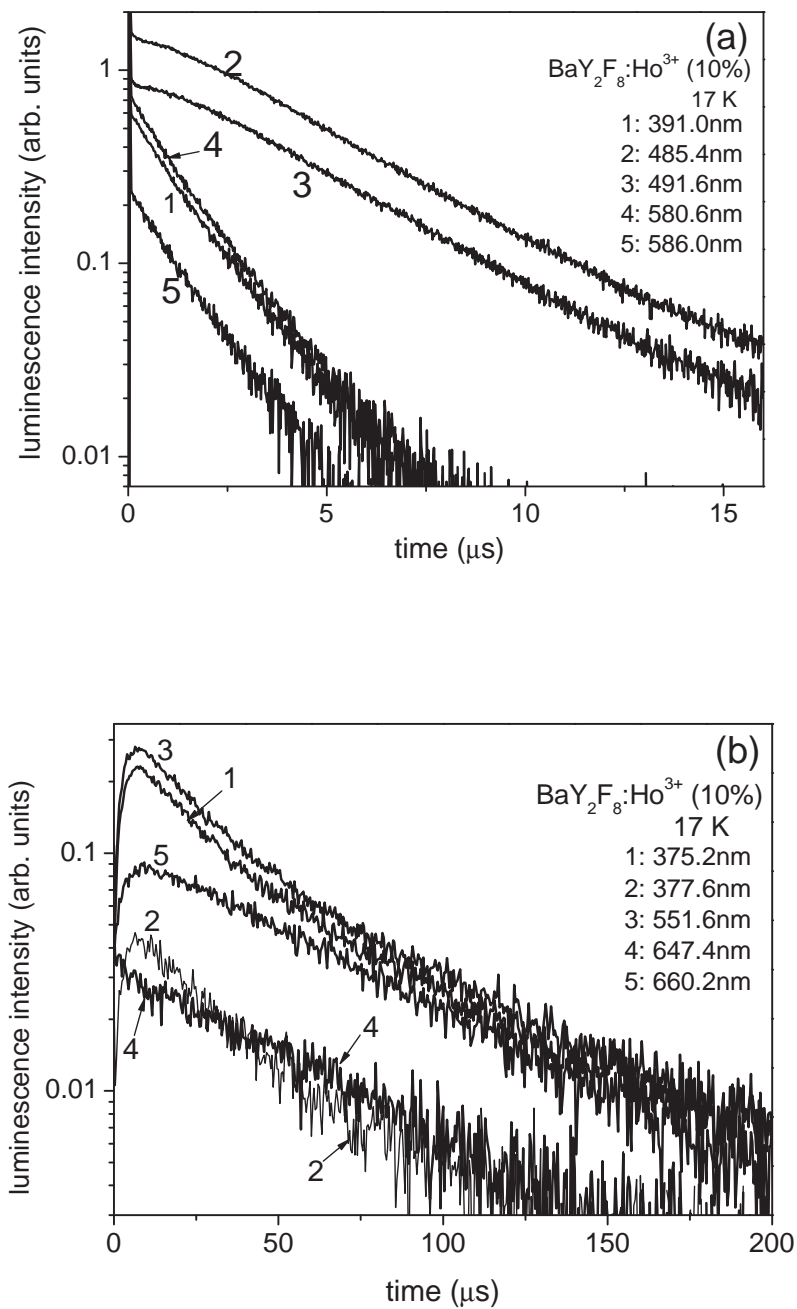 (a)
BaY2F8:Ho3+ (10%)
17 K
1: 391.0nm
2: 485.4nm
3: 491.6nm
4: 580.6nm
5: 586.0nm
2
4
3
1
5
luminescence intensity (arb. units)
1
0.1
0.01
0 5 10 15
time (μs)
(b)
BaY2F8:Ho3+ (10%)
17 K
1: 375.2nm
2: 377.6nm
3: 551.6nm
4: 647.4nm
5: 660.2nm
3
1
5
2
4
4
2
luminescence intensity (arb. units)
0.1
0.01
0 50 100 150 200
time (μs)